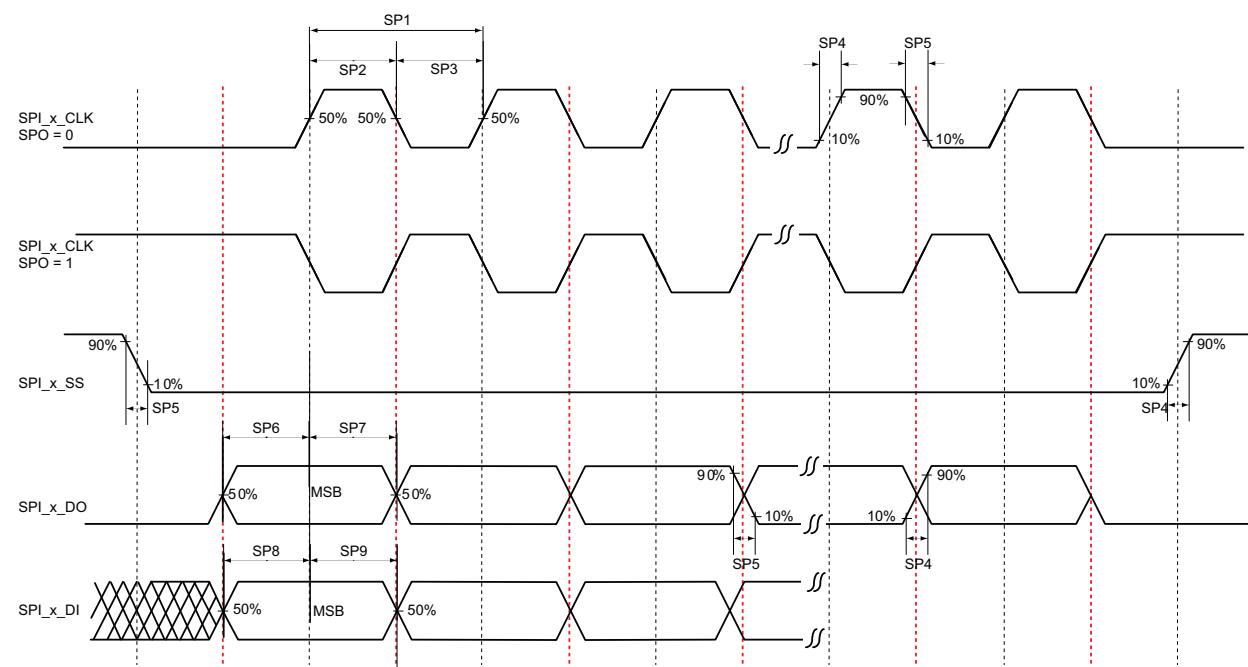 SP1
SP2 SP3
SP4 SP5
SPI_x_CLK
SPO = 0
50% 50% 50%
90%
10% 10%
SPI_x_CLK
SPO = 1
90% 90%
SPI_x_SS
10% 10%
SP5 SP4
SP6 SP7
90% 90%
50% MSB 50%
SPI_x_DO
10% 10%
SP5 SP4
SP8 SP9
SPI_x_DI
50% MSB 50%